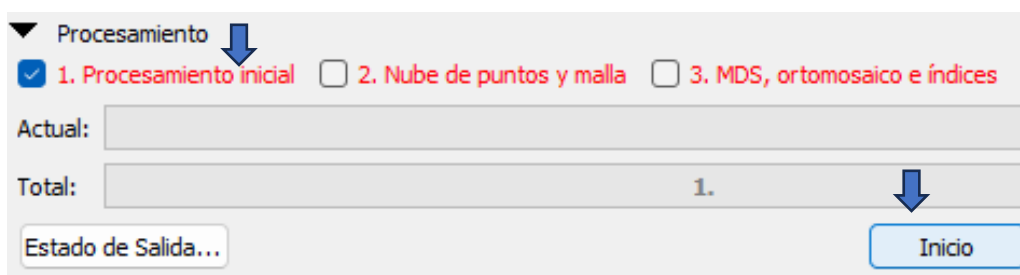 Procesamiento
1. Procesamiento inicial 2. Nube de puntos y malla 3. MDS, ortomosaico e índices
Actual:
Total: 1.
Estado de Salida... Inicio